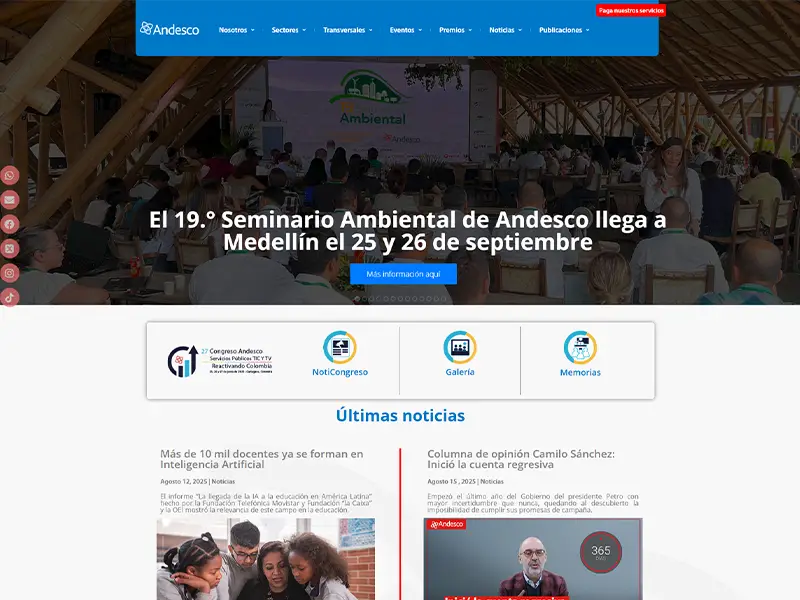 Paga nuestros servicios
Andesco
Nosotros
Sectores
Transversales
Eventos
Premios
Noticias
Publicaciones
Ambiental
Andesco
El 19.° Seminario Ambiental de Andesco llega a
Medellín el 25 y 26 de septiembre
Más información aquí
27 Congreso Andesco
Servicios Públicos TIC Y TV
Reactivando Colombia
NotiCongreso
Galería
Memorias
Últimas noticias
Más de 10 mil docentes ya se forman en
Inteligencia Artificial
Agosto 12, 2025 | Noticias
El informe "La llegada de la IA a la educación en América Latina"
hecho por la Fundación Telefónica Movistar y Fundación "la Caixa"
y la OEI mostró la relevancia de este campo en la educación
Columna de opinión Camilo Sánchez:
Inició la cuenta regresiva
Agosto 15 , 2025 | Noticias
Empezó el último año del Gobierno del presidente Petro con
mayor incertidumbre que nunca, quedando al descubierto la
imposibilidad de cumplir sus promesas de campaña.
Andesco
365
Inició la cuenta regresiva